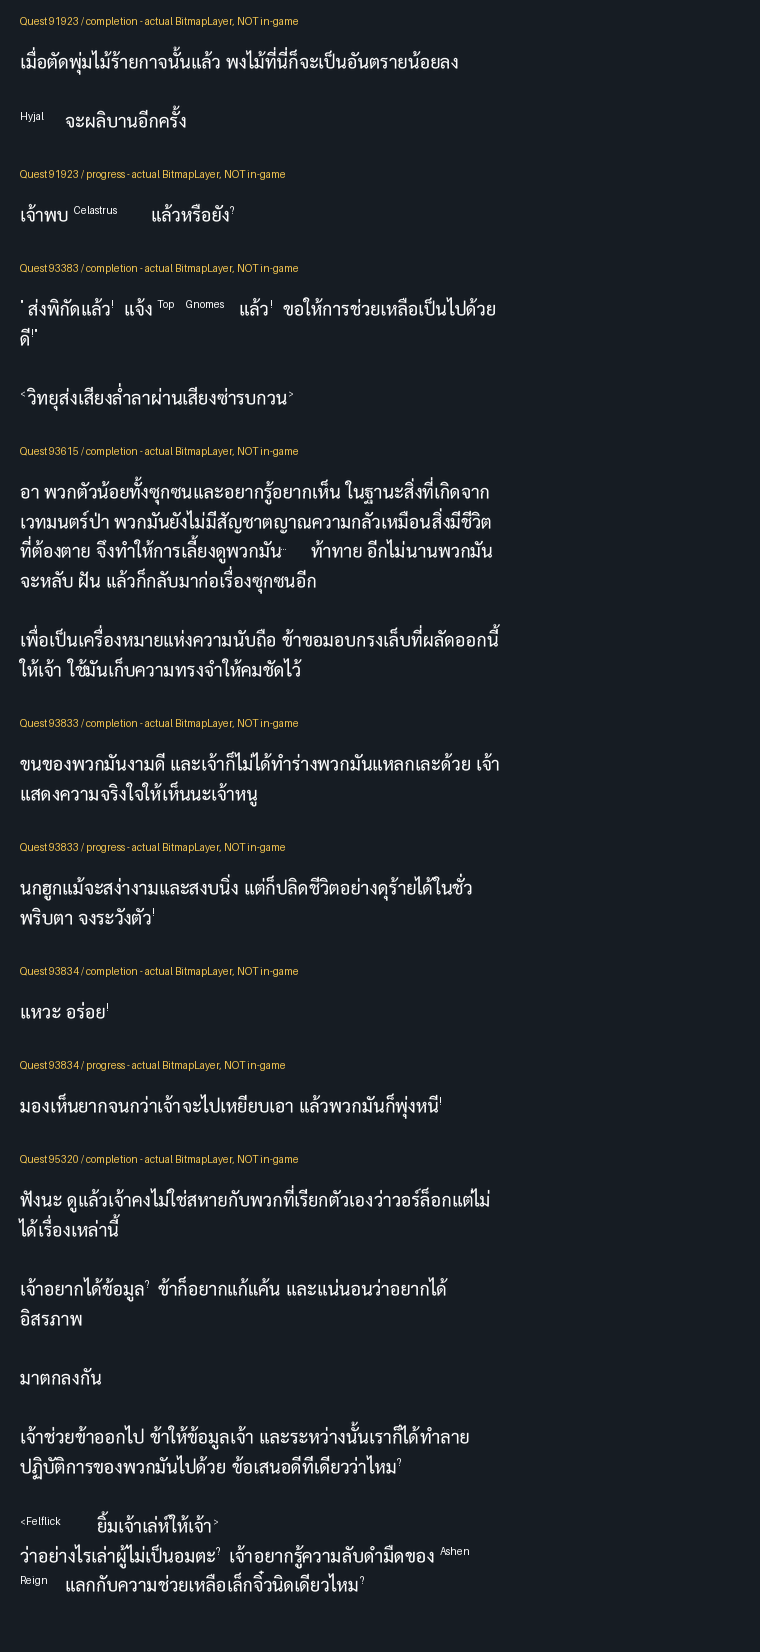 Quest 91923 / completion - actual BitmapLayer, NOT in-game
เมื่อตัดพุ่มไม้ร้ายกาจนั้นแล้ว พงไม้ที่นี่ก็จะเป็นอันตรายน้อยลง
Hyjal จะผลิบานอีกครั้ง
Quest 91923 / progress - actual BitmapLayer, NOT in-game
เจ้าพบ Celastrus แล้วหรือยัง?
Quest 93383 / completion - actual BitmapLayer, NOT in-game
"ส่งพิกัดแล้ว! แจ้ง Top Gnomes แล้ว! ขอให้การช่วยเหลือเป็นไปด้วย
ดี!"
<วิทยุส่งเสียงล่ำลาผ่านเสียงซ่ารบกวน>
Quest 93615 / completion - actual BitmapLayer, NOT in-game
อา พวกตัวน้อยทั้งซุกซนและอยากรู้อยากเห็น ในฐานะสิ่งที่เกิดจาก
เวทมนตร์ป่า พวกมันยังไม่มีสัญชาตญาณความกลัวเหมือนสิ่งมีชีวิต
ที่ต้องตาย จึงทำให้การเลี้ยงดูพวกมัน... ท้าทาย อีกไม่นานพวกมัน
จะหลับ ฝัน แล้วก็กลับมาก่อเรื่องซุกซนอีก
เพื่อเป็นเครื่องหมายแห่งความนับถือ ข้าขอมอบกรงเล็บที่ผลัดออกนี้
ให้เจ้า ใช้มันเก็บความทรงจำให้คมชัดไว้
Quest 93833 / completion - actual BitmapLayer, NOT in-game
ขนของพวกมันงามดี และเจ้าก็ไม่ได้ทำร่างพวกมันแหลกเละด้วย เจ้า
แสดงความจริงใจให้เห็นนะเจ้าหนู
Quest 93833 / progress - actual BitmapLayer, NOT in-game
นกฮูกแม้จะสง่างามและสงบนิ่ง แต่ก็ปลิดชีวิตอย่างดุร้ายได้ในชั่ว
พริบตา จงระวังตัว!
Quest 93834 / completion - actual BitmapLayer, NOT in-game
แหวะ อร่อย!
Quest 93834 / progress - actual BitmapLayer, NOT in-game
มองเห็นยากจนกว่าเจ้าจะไปเหยียบเอา แล้วพวกมันก็พุ่งหนี!
Quest 95320 / completion - actual BitmapLayer, NOT in-game
ฟังนะ ดูแล้วเจ้าคงไม่ใช่สหายกับพวกที่เรียกตัวเองว่าวอร์ล็อกแต่ไม่
ได้เรื่องเหล่านี้
เจ้าอยากได้ข้อมูล? ข้าก็อยากแก้แค้น และแน่นอนว่าอยากได้
อิสรภาพ
มาตกลงกัน
เจ้าช่วยข้าออกไป ข้าให้ข้อมูลเจ้า และระหว่างนั้นเราก็ได้ทำลาย
ปฏิบัติการของพวกมันไปด้วย ข้อเสนอดีทีเดียวว่าไหม?
<Felflick ยิ้มเจ้าเล่ห์ให้เจ้า>
ว่าอย่างไรเล่าผู้ไม่เป็นอมตะ? เจ้าอยากรู้ความลับดำมืดของ Ashen
Reign แลกกับความช่วยเหลือเล็กจิ๋วนิดเดียวไหม?